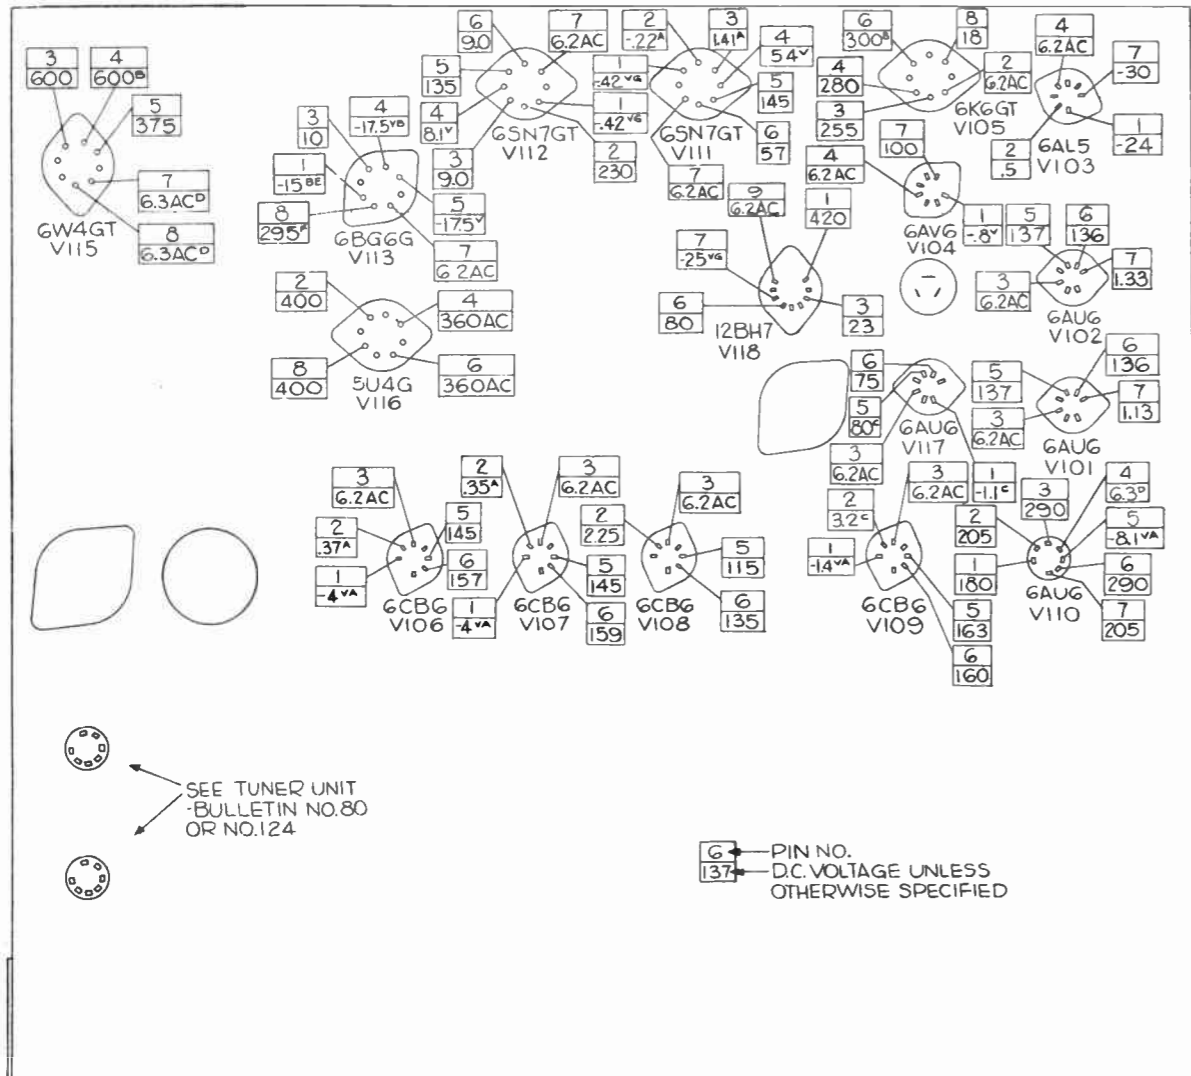 3
600
4
600B
5
375
7
6.3ACD
8
6.3ACD
6W4GT
V115
3
10
4
-17.5VB
1
-15BE
8
295F
5
-17.5V
7
6.2AC
6BG6G
V113
2
400
4
360AC
8
400
6
360AC
5U4G
V116
6
9.0
7
6.2AC
5
135
4
8.1V
3
9.0
1
.42VG
2
230
6SN7GT
V112
2
-.22A
3
1.41A
4
54V
1
-.42VG
5
145
6
57
7
6.2AC
6SN7GT
V111
6
300B
8
18
4
280
2
6.2AC
3
255
6K6GT
V105
4
6.2AC
7
-30
2
.5
1
-24
6AL5
V103
7
100
4
6.2AC
1
-.8V
6AV6
V104
5
137
6
136
3
6.2AC
7
1.33
6AU6
V102
9
6.2AC
1
420
7
-25VG
6
80
3
23
12BH7
V118
6
75
5
80C
3
6.2AC
1
-1.1C
6AU6
V117
5
137
6
136
3
6.2AC
7
1.13
6AU6
V101
3
6.2AC
2
.37A
1
-4VA
5
145
6
157
6CB6
V106
2
.35A
3
6.2AC
1
-4VA
5
145
6
159
6CB6
V107
3
6.2AC
2
2.25
5
115
6
135
6CB6
V108
3
6.2AC
2
3.2C
1
-1.4VA
5
163
6
160
6CB6
V109
3
290
4
6.3D
2
205
5
-8.1VA
1
180
6
290
7
205
6AU6
V110
SEE TUNER UNIT
-BULLETIN NO.80
OR NO.124
6 PIN NO.
137 D.C. VOLTAGE UNLESS
OTHERWISE SPECIFIED